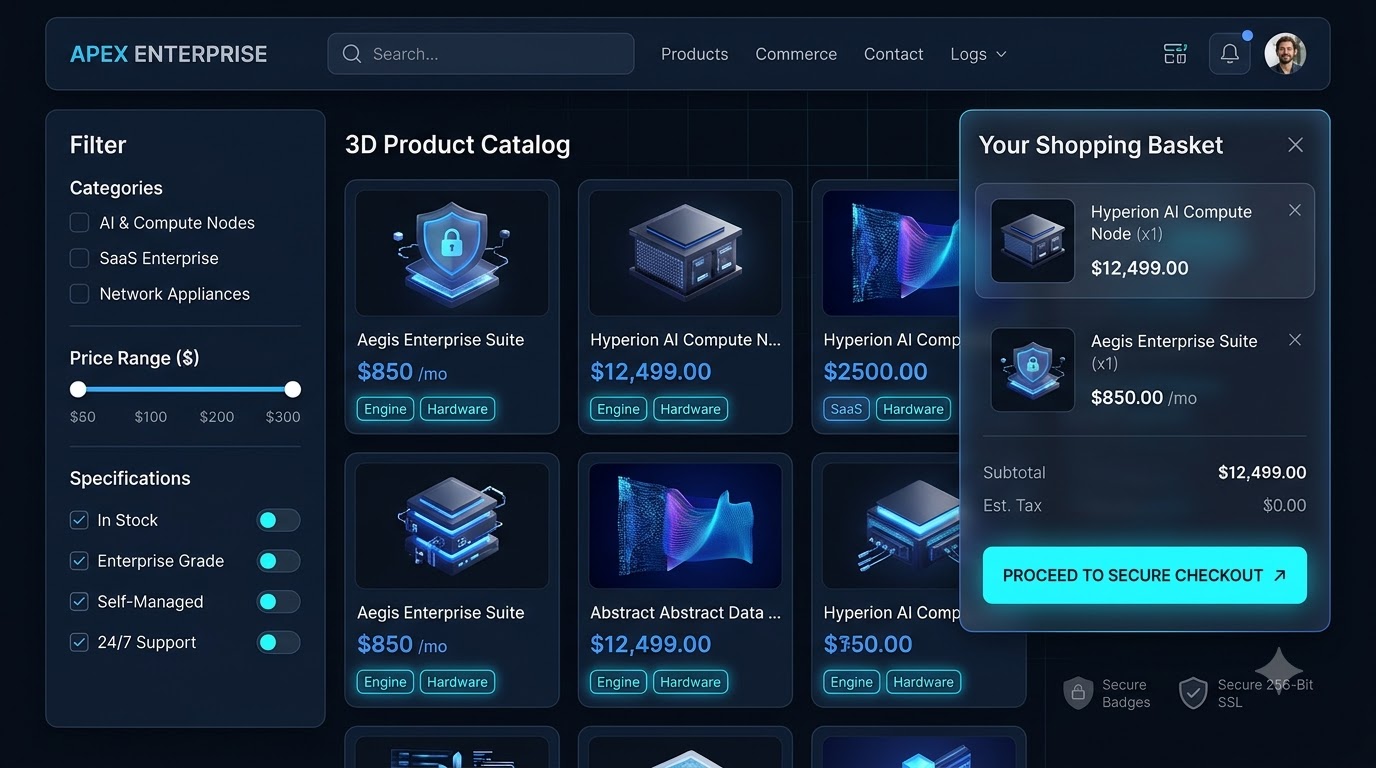 APEX ENTERPRISE
Search...
Products
Commerce
Contact
Logs
Filter
Categories
AI & Compute Nodes
SaaS Enterprise
Network Appliances
Price Range ($)
$60 $100 $200 $300
Specifications
In Stock
Enterprise Grade
Self-Managed
24/7 Support
3D Product Catalog
Aegis Enterprise Suite
$850 /mo
Engine Hardware
Hyperion AI Compute N...
$12,499.00
Engine Hardware
Hyperion AI Comp
$2500.00
SaaS Hardware
Aegis Enterprise Suite
$850 /mo
Engine Hardware
Abstract Abstract Data ...
$12,499.00
Engine Hardware
Hyperion AI Comp
Engine Hardware
Your Shopping Basket
Hyperion AI Compute
Node (x1)
$12,499.00
Aegis Enterprise Suite
(x1)
$850.00 /mo
Subtotal $12,499.00
Est. Tax $0.00
PROCEED TO SECURE CHECKOUT
Secure
Badges
Secure 256-Bit
SSL